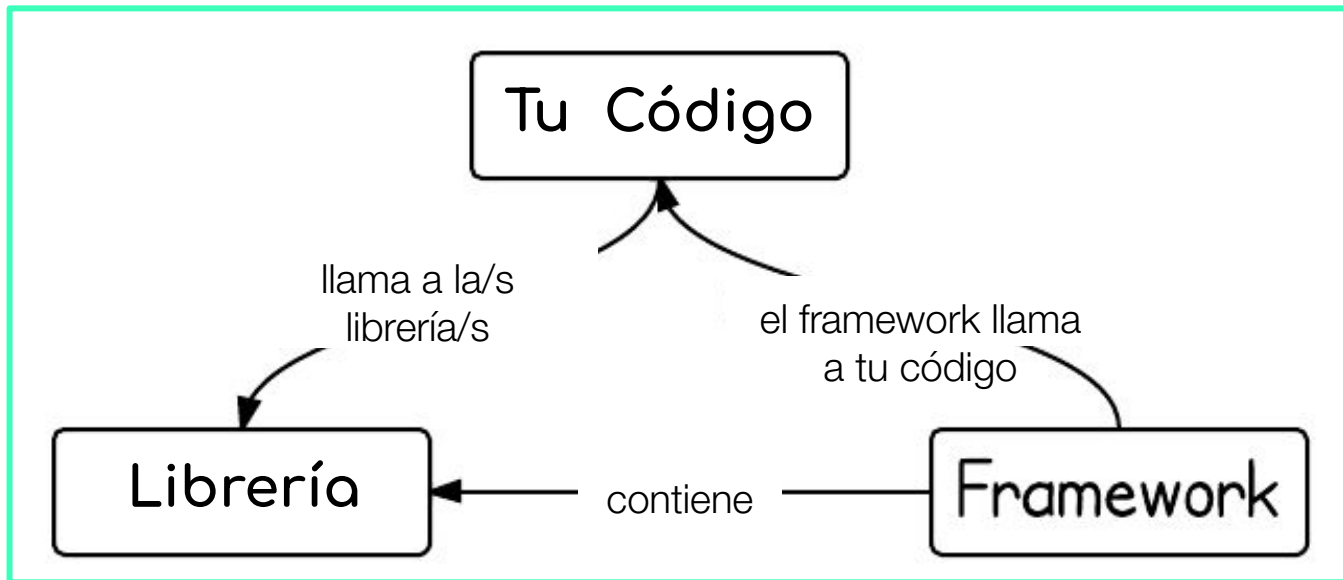 Tu Código
llama a la/s
librería/s
el framework llama
a tu código
Librería
contiene
Framework